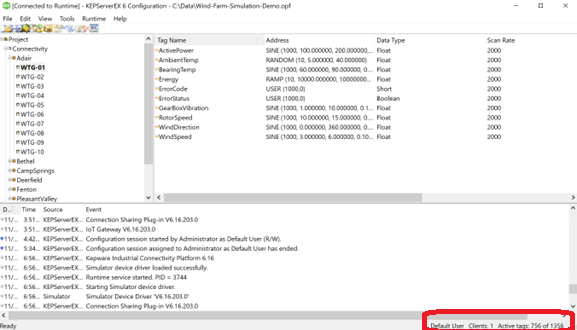 [Connected to Runtime] - KEPServerEX 6 Configuration - C:\Data\Wind-Farm-Simulation-Demo.opf
File Edit View Tools Runtime Help
Project
Connectivity
Adair
WTG-01
WTG-02
WTG-03
WTG-04
WTG-05
WTG-06
WTG-07
WTG-08
WTG-09
WTG-10
Bethel
CampSprings
Deerfield
Fenton
PleasantValley
Tag Name Address Data Type Scan Rate
ActivePower SINE (1000, 100.000000, 200.000000,... Float 2000
AmbientTemp RANDOM (10, 5.000000, 40.000000) Float 2000
BearingTemp SINE (1000, 60.000000, 90.000000, 0.... Float 2000
Energy RAMP (10, 10000.000000, 10000000... Float 2000
ErrorCode USER (1000,0) Short 2000
ErrorStatus USER (1000,0) Boolean 2000
GearBoxVibration SINE (1000, 1.000000, 10.000000, 0.1... Float 2000
RotorSpeed SINE (1000, 10.000000, 15.000000, 0.... Float 2000
WindDirection SINE (1000, 0.000000, 360.000000, 0.... Float 2000
WindSpeed SINE (1000, 3.000000, 6.000000, 0.10... Float 2000
D... Time Source Event
11/... 3:51... KEPServerEX... Connection Sharing Plug-in V6.16.203.0
11/... 3:51... KEPServerEX... IoT Gateway V6.16.203.0
11/... 4:42... KEPServerEX... Configuration session started by Administrator as Default User (R/W).
11/... 5:34... KEPServerEX... Configuration session assigned to Administrator as Default User has ended.
11/... 6:56... KEPServerEX... Kepware Industrial Connectivity Platform 6.16
11/... 6:56... KEPServerEX... Simulator device driver loaded successfully.
11/... 6:56... KEPServerEX... Runtime service started. PID = 3744
11/... 6:56... KEPServerEX... Starting Simulator device driver.
11/... 6:56... Simulator Simulator Device Driver 'V6.16.203.0'
11/... 6:56... KEPServerEX... Connection Sharing Plug-in V6.16.203.0
Ready Default User Clients: 1 Active tags: 756 of 1356